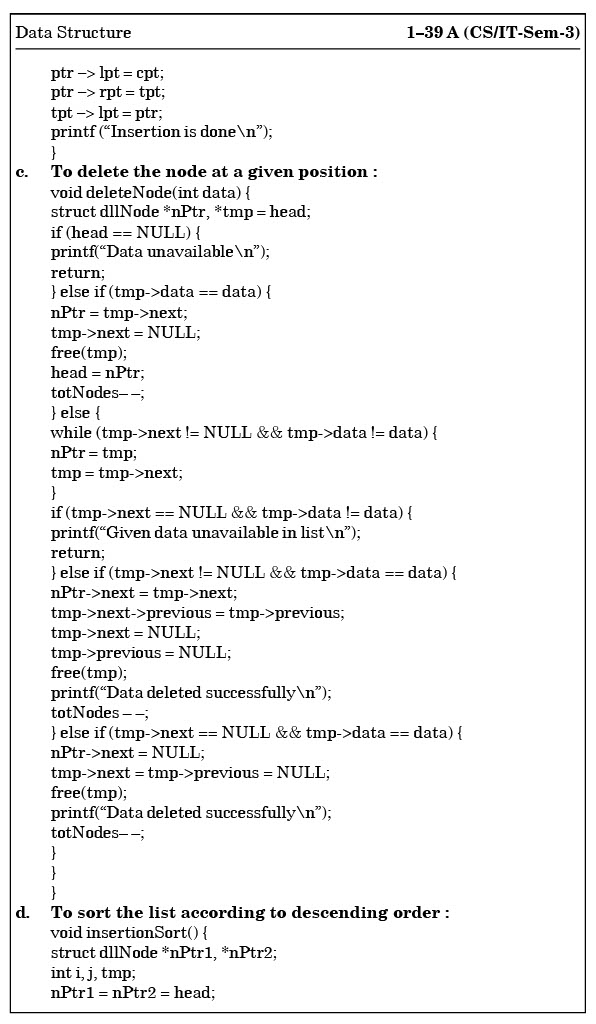 Data Structure 1–39 A (CS/IT-Sem-3)
ptr –> lpt = cpt;
ptr –> rpt = tpt;
tpt –> lpt = ptr;
printf (“Insertion is done\n”);
}
c. To delete the node at a given position :
void deleteNode(int data) {
struct dllNode *nPtr, *tmp = head;
if (head == NULL) {
printf(“Data unavailable\n”);
return;
} else if (tmp->data == data) {
nPtr = tmp->next;
tmp->next = NULL;
free(tmp);
head = nPtr;
totNodes– –;
} else {
while (tmp->next != NULL && tmp->data != data) {
nPtr = tmp;
tmp = tmp->next;
}
if (tmp->next == NULL && tmp->data != data) {
printf(“Given data unavailable in list\n”);
return;
} else if (tmp->next != NULL && tmp->data == data) {
nPtr->next = tmp->next;
tmp->next->previous = tmp->previous;
tmp->next = NULL;
tmp->previous = NULL;
free(tmp);
printf(“Data deleted successfully\n”);
totNodes – –;
} else if (tmp->next == NULL && tmp->data == data) {
nPtr->next = NULL;
tmp->next = tmp->previous = NULL;
free(tmp);
printf(“Data deleted successfully\n”);
totNodes– –;
}
}
}
d. To sort the list according to descending order :
void insertionSort() {
struct dllNode *nPtr1, *nPtr2;
int i, j, tmp;
nPtr1 = nPtr2 = head;